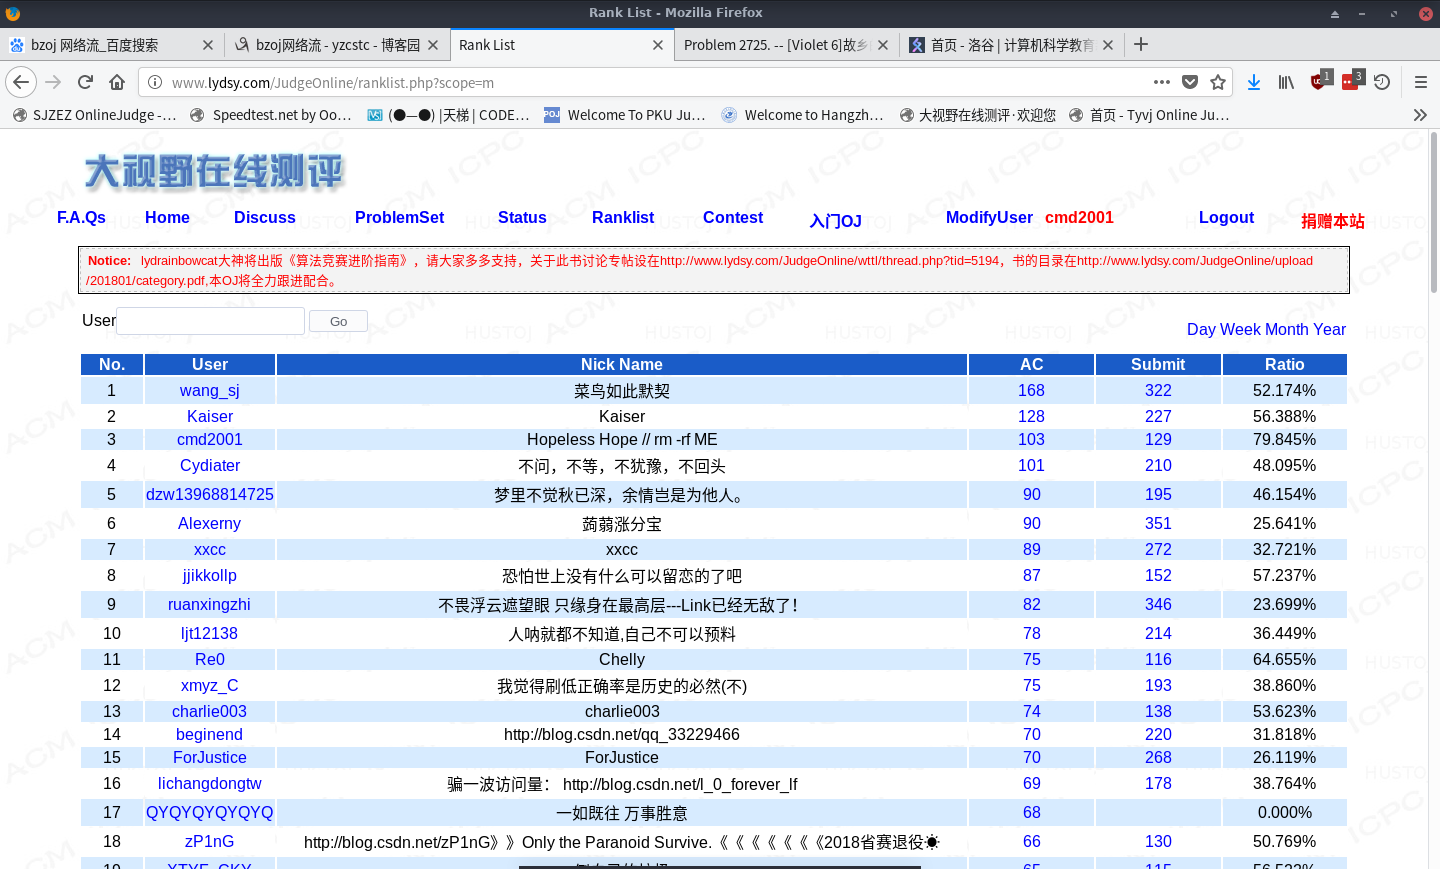 Rank List - Mozilla Firefox
bzoj 网络流_百度搜索
bzoj网络流 - yzcstc - 博客园
Rank List
Problem 2725. -- [Violet 6]故乡
首页 - 洛谷 | 计算机科学教育
www.lydsy.com/JudgeOnline/ranklist.php?scope=m
1
3
SJZEZ OnlineJudge -…
Speedtest.net by Oo…
(●—●) |天梯 | CODE…
POJ
Welcome To PKU Ju…
Welcome to Hangzh…
大视野在线测评·欢迎您
首页 - Tyvj Online Ju…
大视野在线测评
F.A.Qs Home Discuss ProblemSet Status Ranklist Contest 入门OJ ModifyUser cmd2001 Logout 捐赠本站
Notice: lydrainbowcat大神将出版《算法竞赛进阶指南》，请大家多多支持，关于此书讨论专帖设在http://www.lydsy.com/JudgeOnline/wttl/thread.php?tid=5194，书的目录在http://www.lydsy.com/JudgeOnline/upload
/201801/category.pdf,本OJ将全力跟进配合。
User Go
Day Week Month Year
No. User Nick Name AC Submit Ratio
1 wang_sj 菜鸟如此默契 168 322 52.174%
2 Kaiser Kaiser 128 227 56.388%
3 cmd2001 Hopeless Hope // rm -rf ME 103 129 79.845%
4 Cydiater 不问，不等，不犹豫，不回头 101 210 48.095%
5 dzw13968814725 梦里不觉秋已深，余情岂是为他人。 90 195 46.154%
6 Alexerny 蒟蒻涨分宝 90 351 25.641%
7 xxcc xxcc 89 272 32.721%
8 jjikkollp 恐怕世上没有什么可以留恋的了吧 87 152 57.237%
9 ruanxingzhi 不畏浮云遮望眼 只缘身在最高层---Link已经无敌了！ 82 346 23.699%
10 ljt12138 人呐就都不知道,自己不可以预料 78 214 36.449%
11 Re0 Chelly 75 116 64.655%
12 xmyz_C 我觉得刷低正确率是历史的必然(不) 75 193 38.860%
13 charlie003 charlie003 74 138 53.623%
14 beginend http://blog.csdn.net/qq_33229466 70 220 31.818%
15 ForJustice ForJustice 70 268 26.119%
16 lichangdongtw 骗一波访问量： http://blog.csdn.net/l_0_forever_lf 69 178 38.764%
17 QYQYQYQYQYQ 一如既往 万事胜意 68 0.000%
18 zP1nG http://blog.csdn.net/zP1nG》》Only the Paranoid Survive.《《《《《《《2018省赛退役☀ 66 130 50.769%
19 65 115 56.522%